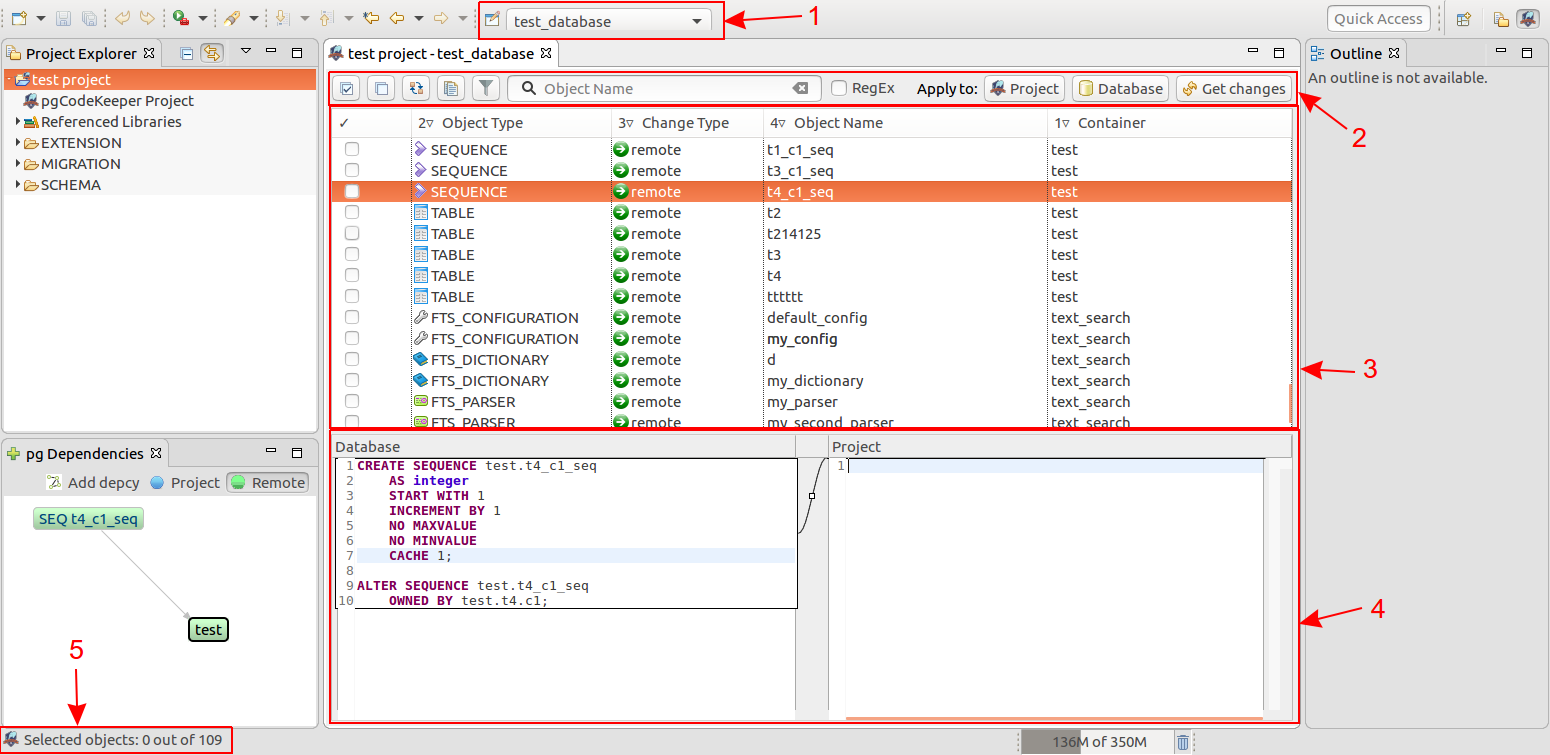 test_database
1
Quick Access
Project Explorer
test project
pgCodeKeeper Project
Referenced Libraries
EXTENSION
MIGRATION
SCHEMA
test project - test_database
Object Name
RegEx
Apply to:
Project
Database
Get changes
2
✓ 2▽ Object Type 3▽ Change Type 4▽ Object Name 1▽ Container
SEQUENCE remote t1_c1_seq test
SEQUENCE remote t3_c1_seq test
SEQUENCE remote t4_c1_seq test
TABLE remote t2 test
TABLE remote t214125 test
TABLE remote t3 test
TABLE remote t4 test
TABLE remote tttttt test
FTS_CONFIGURATION remote default_config text_search
FTS_CONFIGURATION remote my_config text_search
FTS_DICTIONARY remote d text_search
FTS_DICTIONARY remote my_dictionary text_search
FTS_PARSER remote my_parser text_search
FTS_PARSER remote my_second_parser text_search
3
Outline
An outline is not available.
pg Dependencies
Add depcy
Project
Remote
SEQ t4_c1_seq
test
Database
1 CREATE SEQUENCE test.t4_c1_seq
2 AS integer
3 START WITH 1
4 INCREMENT BY 1
5 NO MAXVALUE
6 NO MINVALUE
7 CACHE 1;
8
9 ALTER SEQUENCE test.t4_c1_seq
10 OWNED BY test.t4.c1;
Project
1
4
5
Selected objects: 0 out of 109
136M of 350M